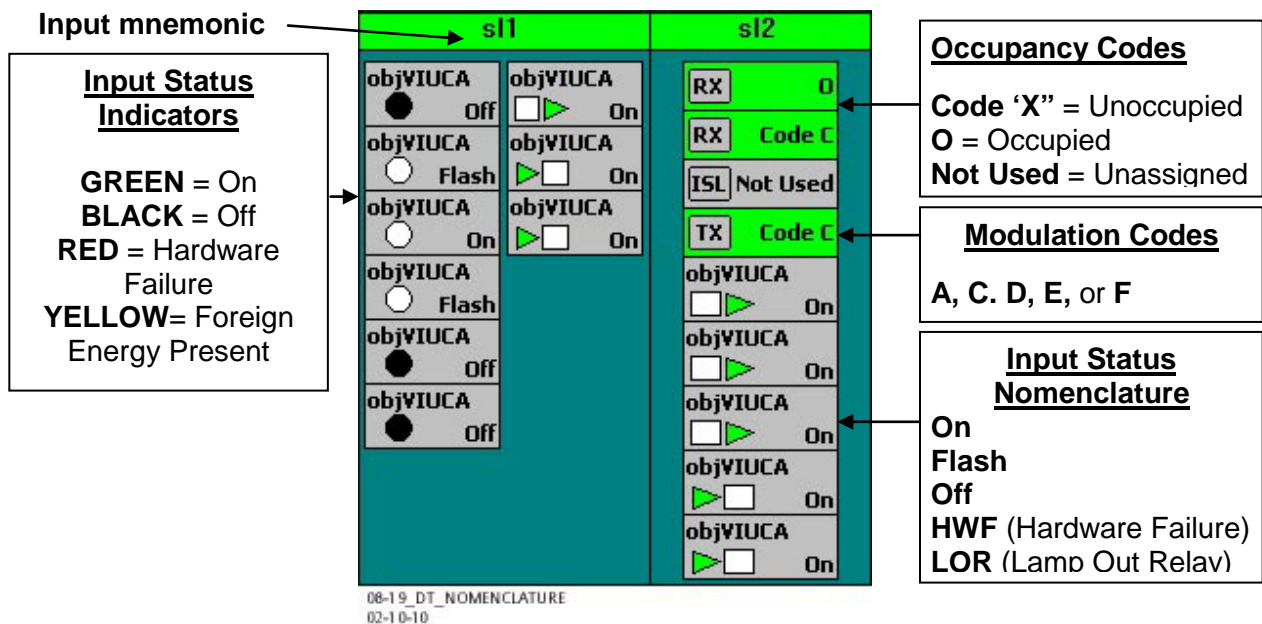 Input mnemonic
Input Status
Indicators
GREEN = On
BLACK = Off
RED = Hardware
Failure
YELLOW= Foreign
Energy Present
sl1
objVIUCA
Off
objVIUCA
Flash
objVIUCA
On
objVIUCA
Flash
objVIUCA
Off
objVIUCA
Off
objVIUCA
On
objVIUCA
On
objVIUCA
On
sl2
RX O
RX Code C
ISL Not Used
TX Code C
objVIUCA
On
objVIUCA
On
objVIUCA
On
objVIUCA
On
objVIUCA
On
Occupancy Codes
Code ‘X” = Unoccupied
O = Occupied
Not Used = Unassigned
Modulation Codes
A, C. D, E, or F
Input Status
Nomenclature
On
Flash
Off
HWF (Hardware Failure)
LOR (Lamp Out Relay)
08-19_DT_NOMENCLATURE
02-10-10